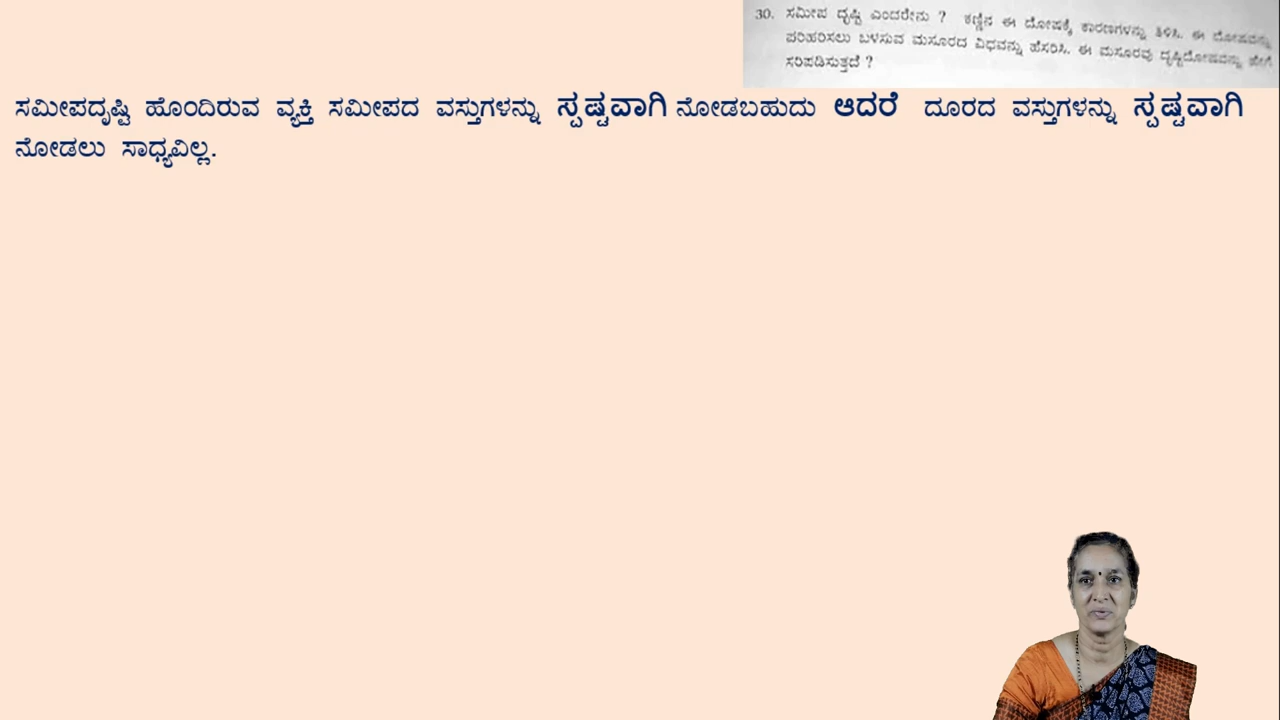 30. ಸಮೀಪ ದೃಷ್ಟಿ ಎಂದರೇನು ? ಕಣ್ಣಿನ ಈ ದೋಷಕ್ಕೆ ಕಾರಣಗಳನ್ನು ತಿಳಿಸಿ. ಈ ದೋಷವನ್ನು
ಪರಿಹರಿಸಲು ಬಳಸುವ ಮಸೂರದ ವಿಧವನ್ನು ಹೆಸರಿಸಿ. ಈ ಮಸೂರವು ದೃಷ್ಟಿದೋಷವನ್ನು ಹೇಗೆ
ಸರಿಪಡಿಸುತ್ತದೆ ?
ಸಮೀಪದೃಷ್ಟಿ ಹೊಂದಿರುವ ವ್ಯಕ್ತಿ ಸಮೀಪದ ವಸ್ತುಗಳನ್ನು ಸ್ಪಷ್ಟವಾಗಿ ನೋಡಬಹುದು ಆದರೆ ದೂರದ ವಸ್ತುಗಳನ್ನು ಸ್ಪಷ್ಟವಾಗಿ
ನೋಡಲು ಸಾಧ್ಯವಿಲ್ಲ.